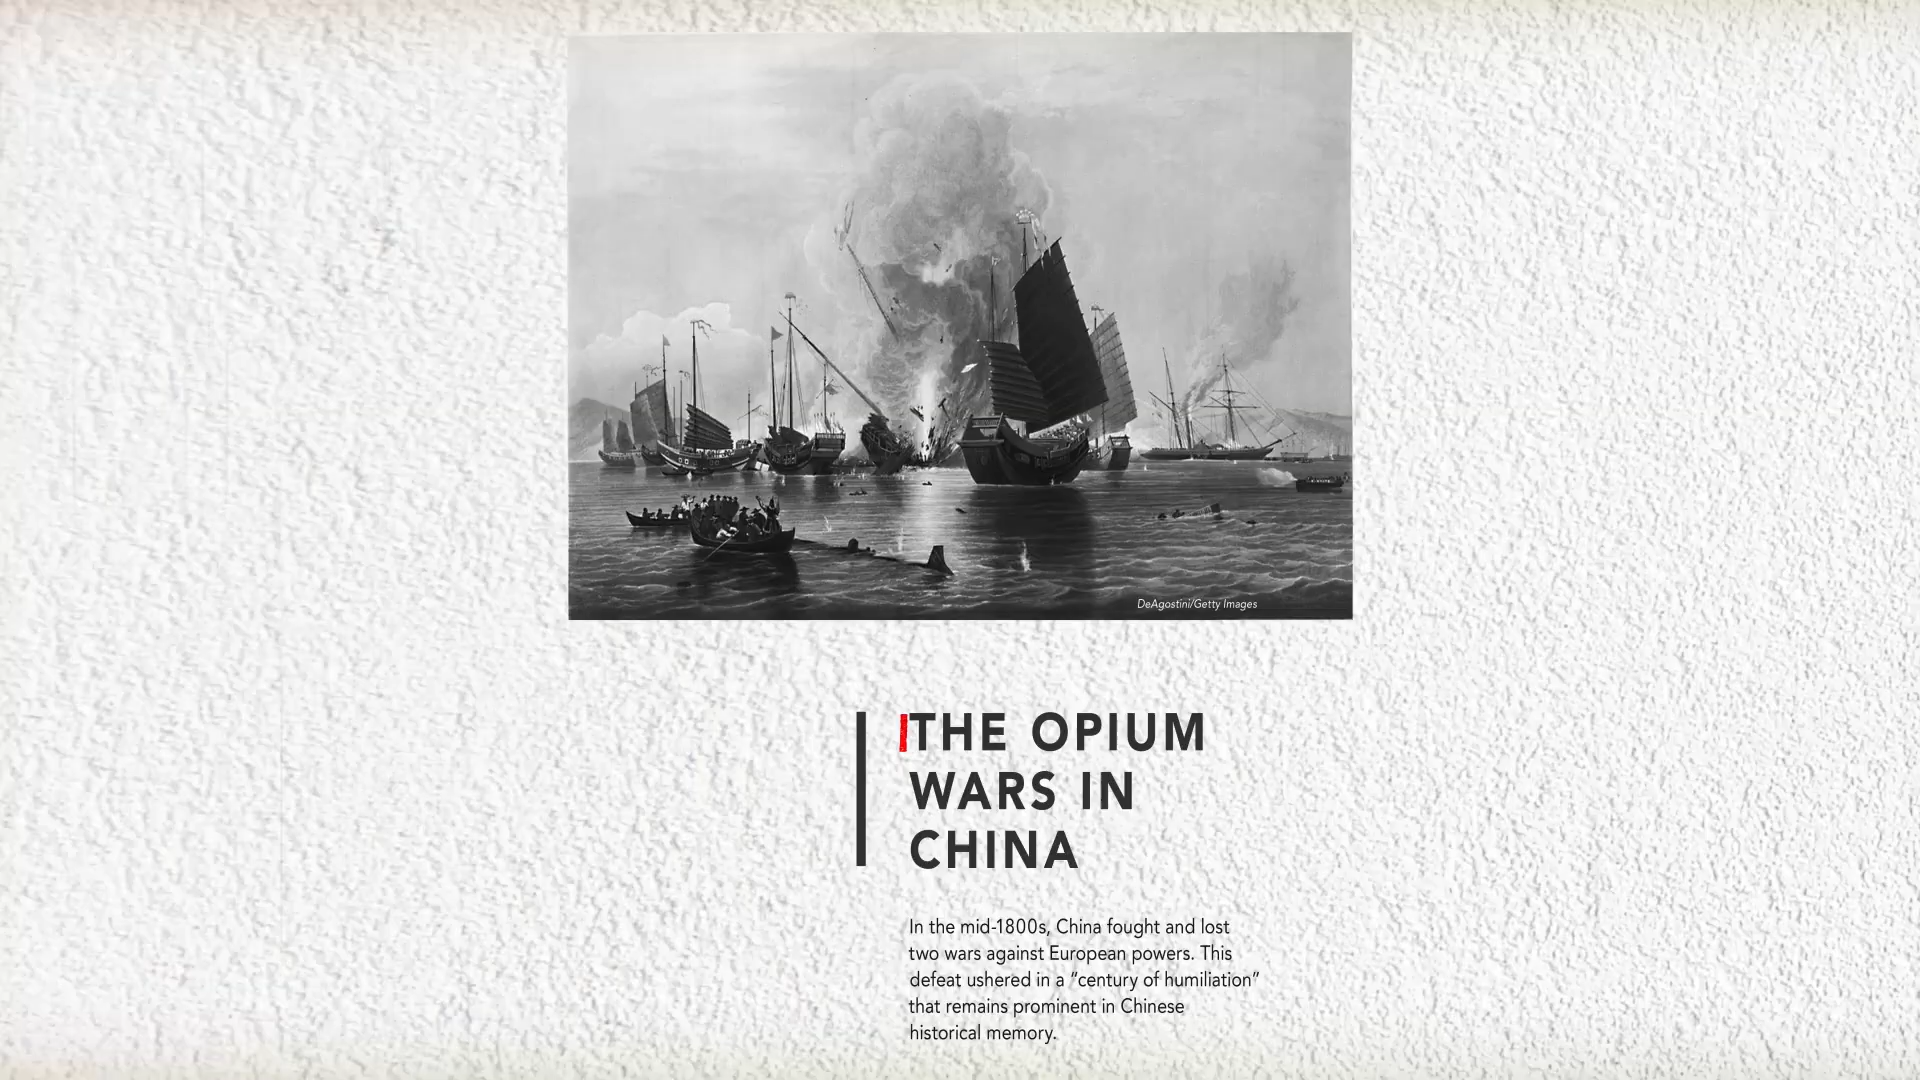 DeAgostini/Getty Images
THE OPIUM
WARS IN
CHINA
In the mid-1800s, China fought and lost
two wars against European powers. This
defeat ushered in a “century of humiliation”
that remains prominent in Chinese
historical memory.